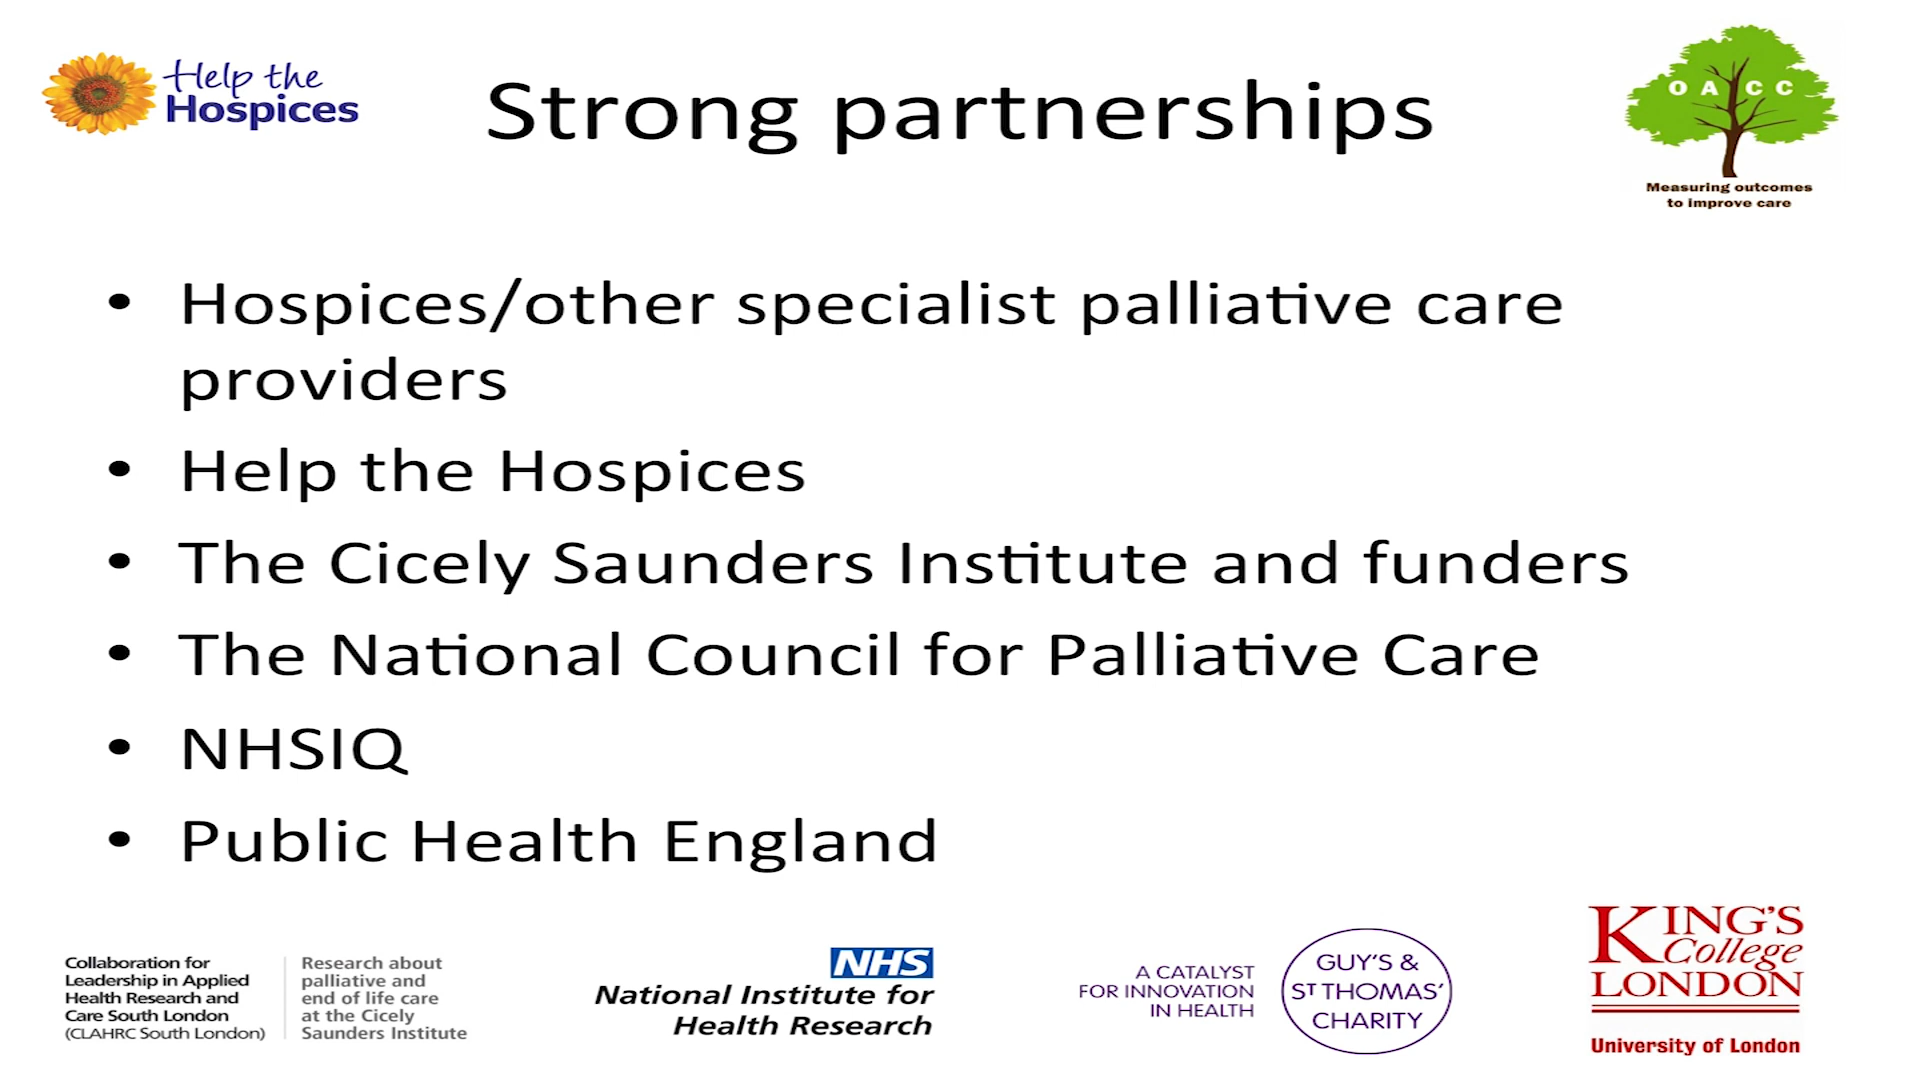 Help the
Hospices
Strong partnerships
O A C C
Measuring outcomes
to improve care
• Hospices/other specialist palliative care
providers
• Help the Hospices
• The Cicely Saunders Institute and funders
• The National Council for Palliative Care
• NHSIQ
• Public Health England
Collaboration for
Leadership in Applied
Health Research and
Care South London
(CLAHRC South London)
Research about
palliative and
end of life care
at the Cicely
Saunders Institute
NHS
National Institute for
Health Research
A CATALYST
FOR INNOVATION
IN HEALTH
GUY'S &
ST THOMAS'
CHARITY
KING'S
College
LONDON
University of London